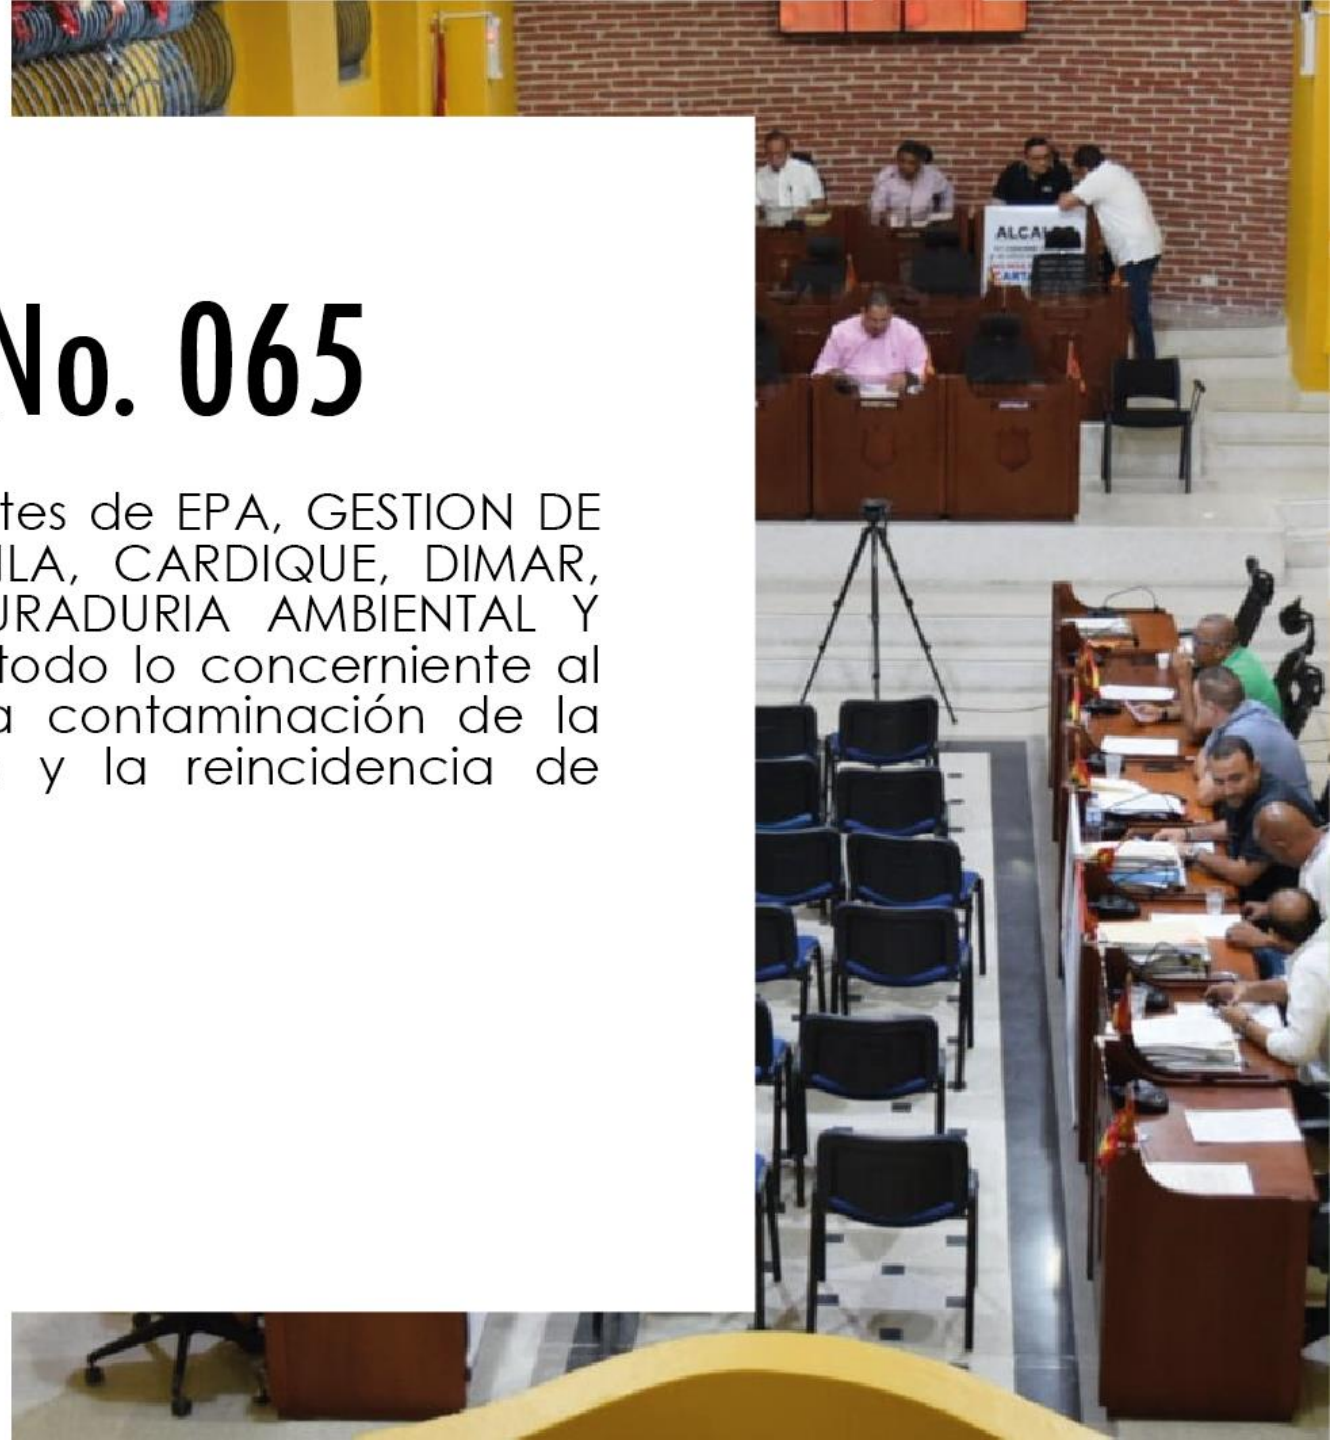 No. 065
tes de EPA, GESTION DE
ILA, CARDIQUE, DIMAR,
URADURIA AMBIENTAL Y
todo lo concerniente al
a contaminación de la
y la reincidencia de
ALCALDE